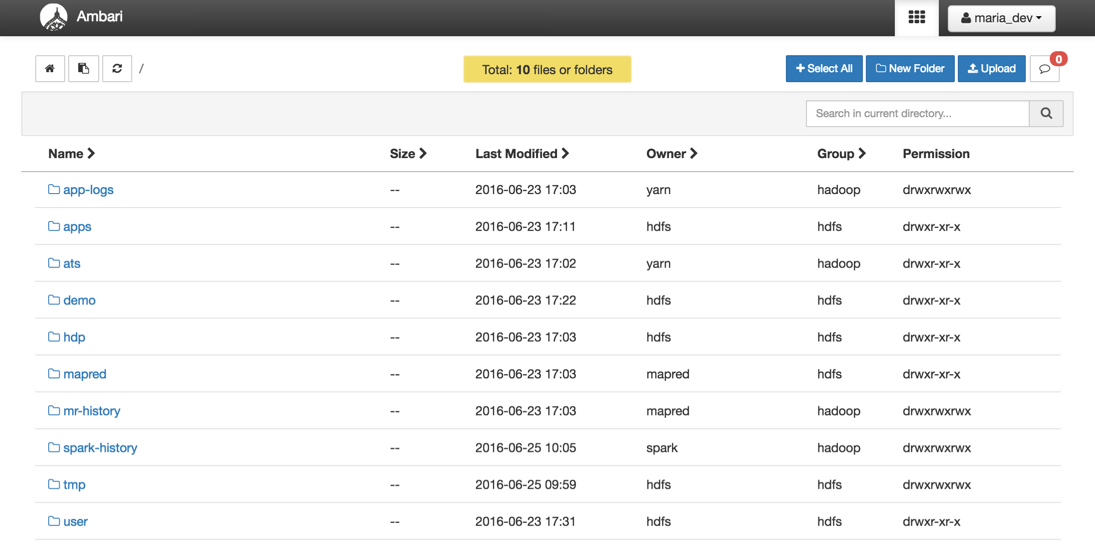 Ambari
maria_dev
/
Total: 10 files or folders
Select All
New Folder
Upload
0
Search in current directory...
Name Size Last Modified Owner Group Permission
app-logs -- 2016-06-23 17:03 yarn hadoop drwxrwxrwx
apps -- 2016-06-23 17:11 hdfs hdfs drwxr-xr-x
ats -- 2016-06-23 17:02 yarn hadoop drwxr-xr-x
demo -- 2016-06-23 17:22 hdfs hdfs drwxr-xr-x
hdp -- 2016-06-23 17:03 hdfs hdfs drwxr-xr-x
mapred -- 2016-06-23 17:03 mapred hdfs drwxr-xr-x
mr-history -- 2016-06-23 17:03 mapred hadoop drwxrwxrwx
spark-history -- 2016-06-25 10:05 spark hadoop drwxrwxrwx
tmp -- 2016-06-25 09:59 hdfs hdfs drwxrwxrwx
user -- 2016-06-23 17:31 hdfs hdfs drwxr-xr-x